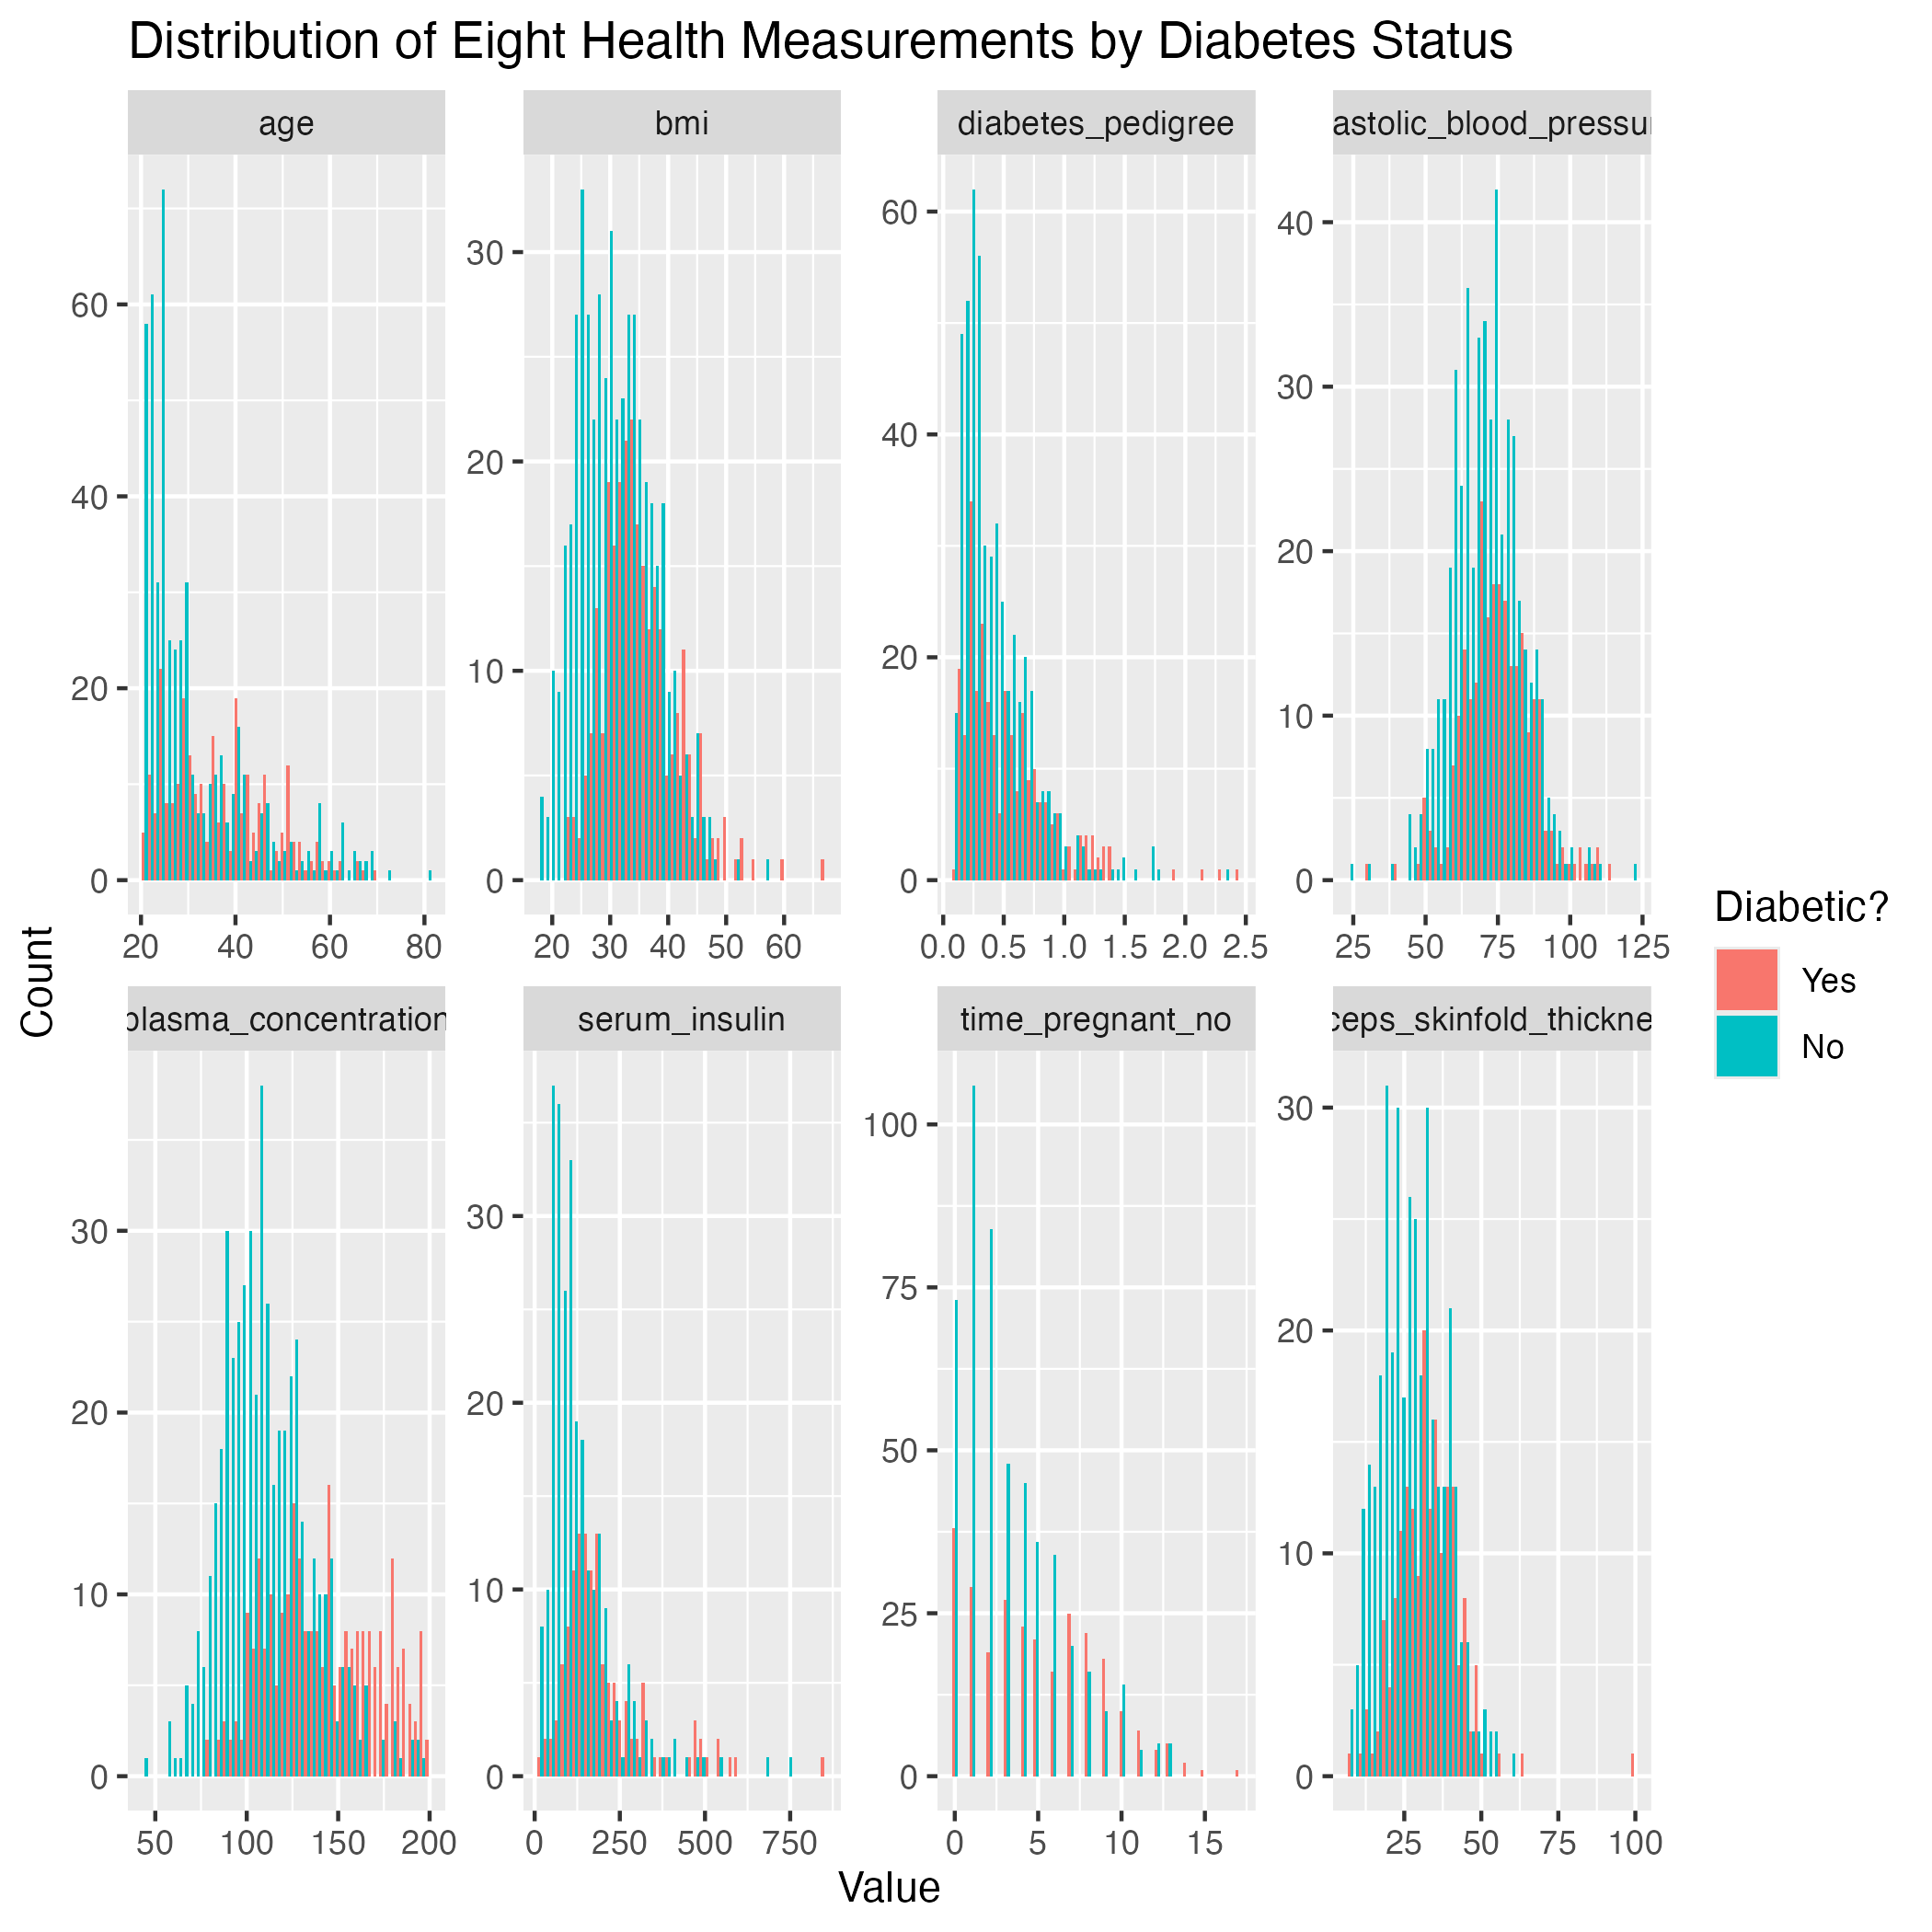 Distribution of Eight Health Measurements by Diabetes Status
age bmi diabetes_pedigree astolic_blood_pressu
60
40
20
0
30
20
10
0
60
40
20
0
40
30
20
10
0
20 40 60 80
20 30 40 50 60
0.0 0.5 1.0 1.5 2.0 2.5
25 50 75 100 125
plasma_concentration serum_insulin time_pregnant_no ceps_skinfold_thickne
30
20
10
0
30
20
10
0
100
75
50
25
0
30
20
10
0
50 100 150 200
0 250 500 750
0 5 10 15
25 50 75 100
Count
Value
Diabetic?
Yes
No